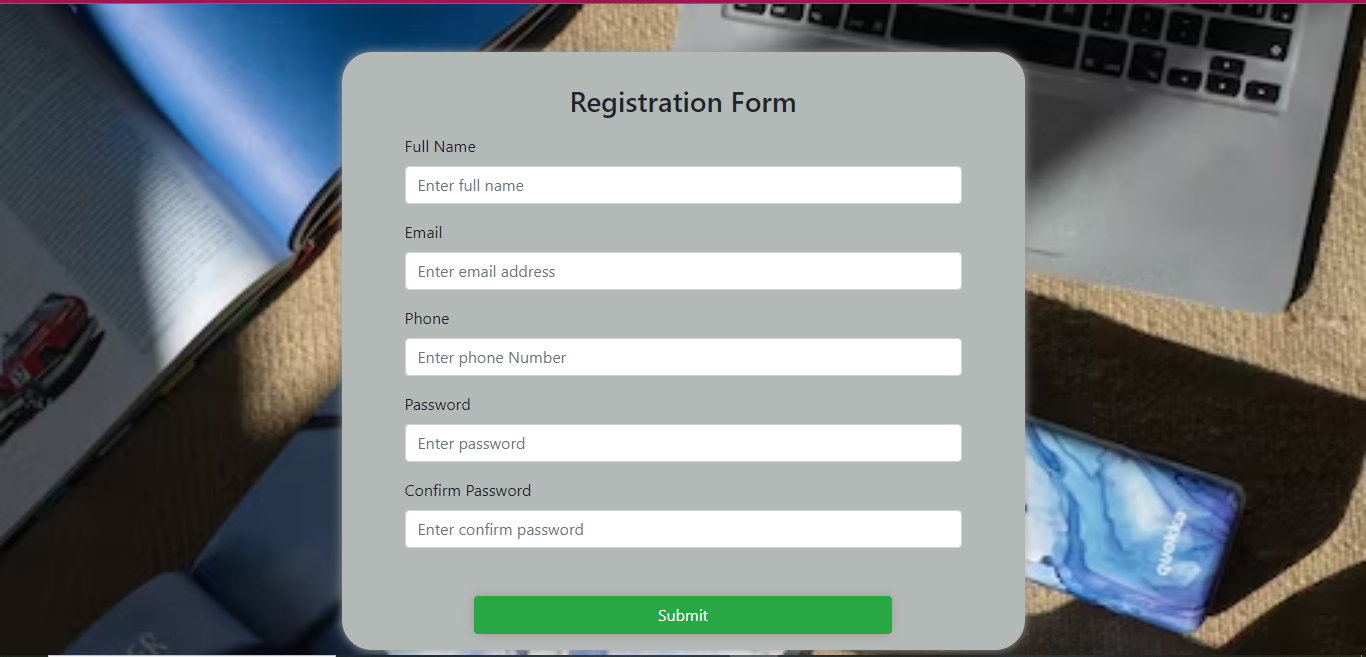 Registration Form
Full Name
Enter full name
Email
Enter email address
Phone
Enter phone Number
Password
Enter password
Confirm Password
Enter confirm password
Submit
quokka